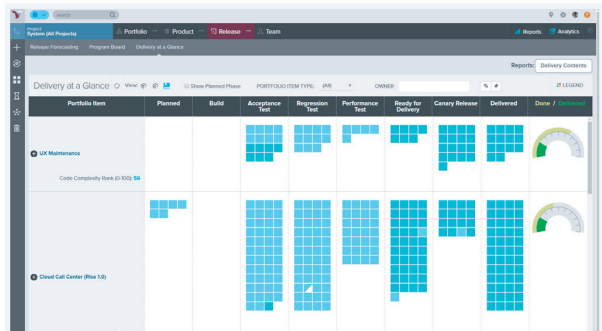 search
Project
System (All Projects)
Portfolio
Product
Release
Team
Reports
Analytics
Release Forecasting
Program Board
Delivery at a Glance
Reports:
Delivery Contents
Delivery at a Glance
View:
Show Planned Phase
PORTFOLIO ITEM TYPE:
(All)
OWNER
%
#
LEGEND
Portfolio Item
Planned
Build
Acceptance Test
Regression Test
Performance Test
Ready for Delivery
Canary Release
Delivered
Done / Delivered
UX Maintenance
Code Complexity Rank (0-100): 59
Cloud Call Center (Rise 1.0)